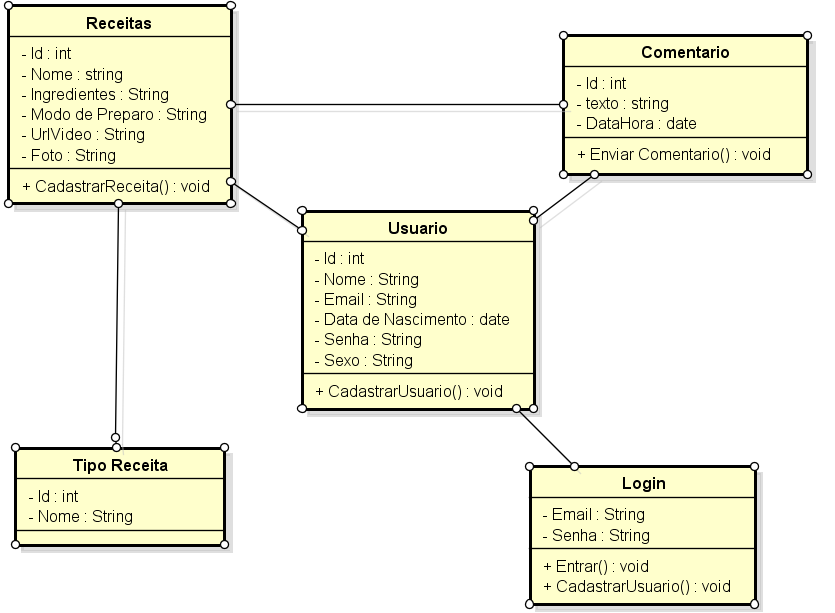 Receitas
- Id : int
- Nome : string
- Ingredientes : String
- Modo de Preparo : String
- UrlVideo : String
- Foto : String
+ CadastrarReceita() : void
Comentario
- Id : int
- texto : string
- DataHora : date
+ Enviar Comentario() : void
Usuario
- Id : int
- Nome : String
- Email : String
- Data de Nascimento : date
- Senha : String
- Sexo : String
+ CadastrarUsuario() : void
Tipo Receita
- Id : int
- Nome : String
Login
- Email : String
- Senha : String
+ Entrar() : void
+ CadastrarUsuario() : void